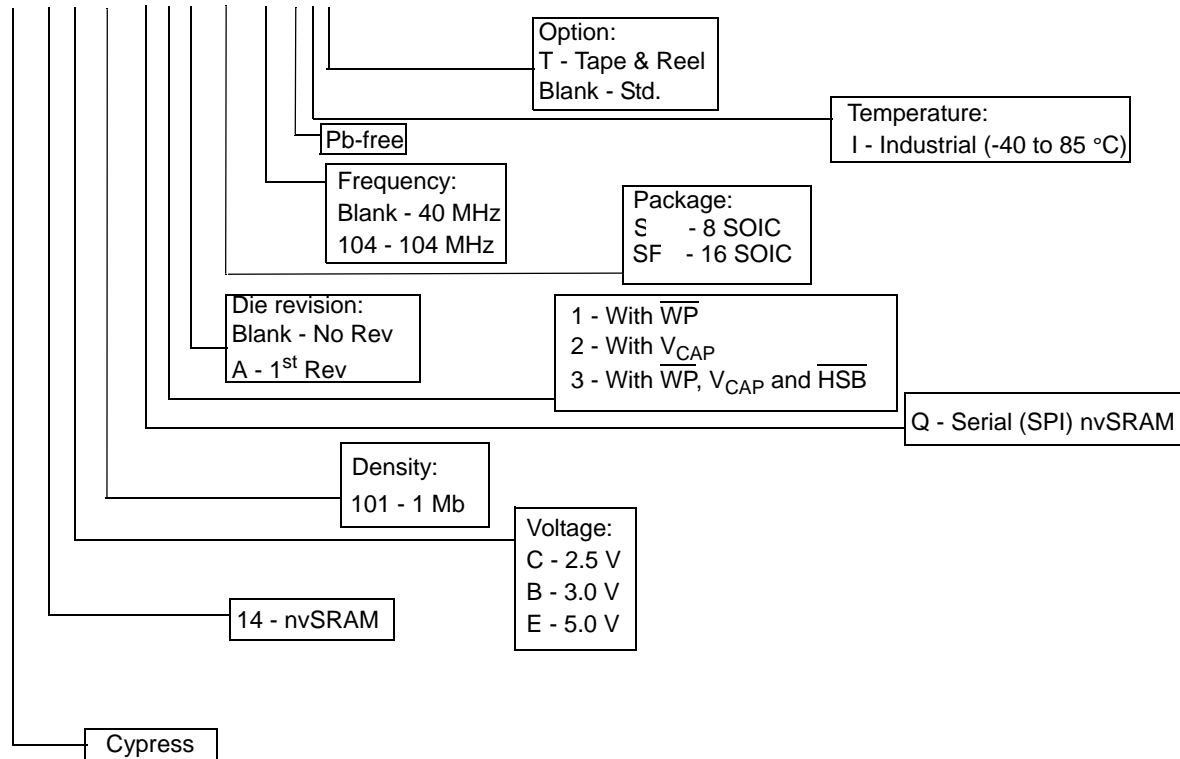 Option:
T - Tape & Reel
Blank - Std.
Temperature:
I - Industrial (-40 to 85 °C)
Pb-free
Frequency:
Blank - 40 MHz
104 - 104 MHz
Package:
S - 8 SOIC
SF - 16 SOIC
Die revision:
Blank - No Rev
A - 1st Rev
1 - With W̅P̅
2 - With VCAP
3 - With W̅P̅, VCAP and H̅S̅B̅
Q - Serial (SPI) nvSRAM
Density:
101 - 1 Mb
Voltage:
C - 2.5 V
B - 3.0 V
E - 5.0 V
14 - nvSRAM
Cypress